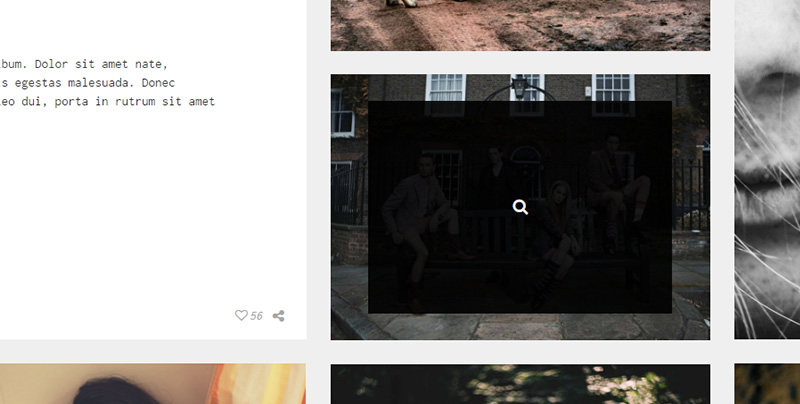 bum. Dolor sit amet nate,
s egestas malesuada. Donec
eo dui, porta in rutrum sit amet
56